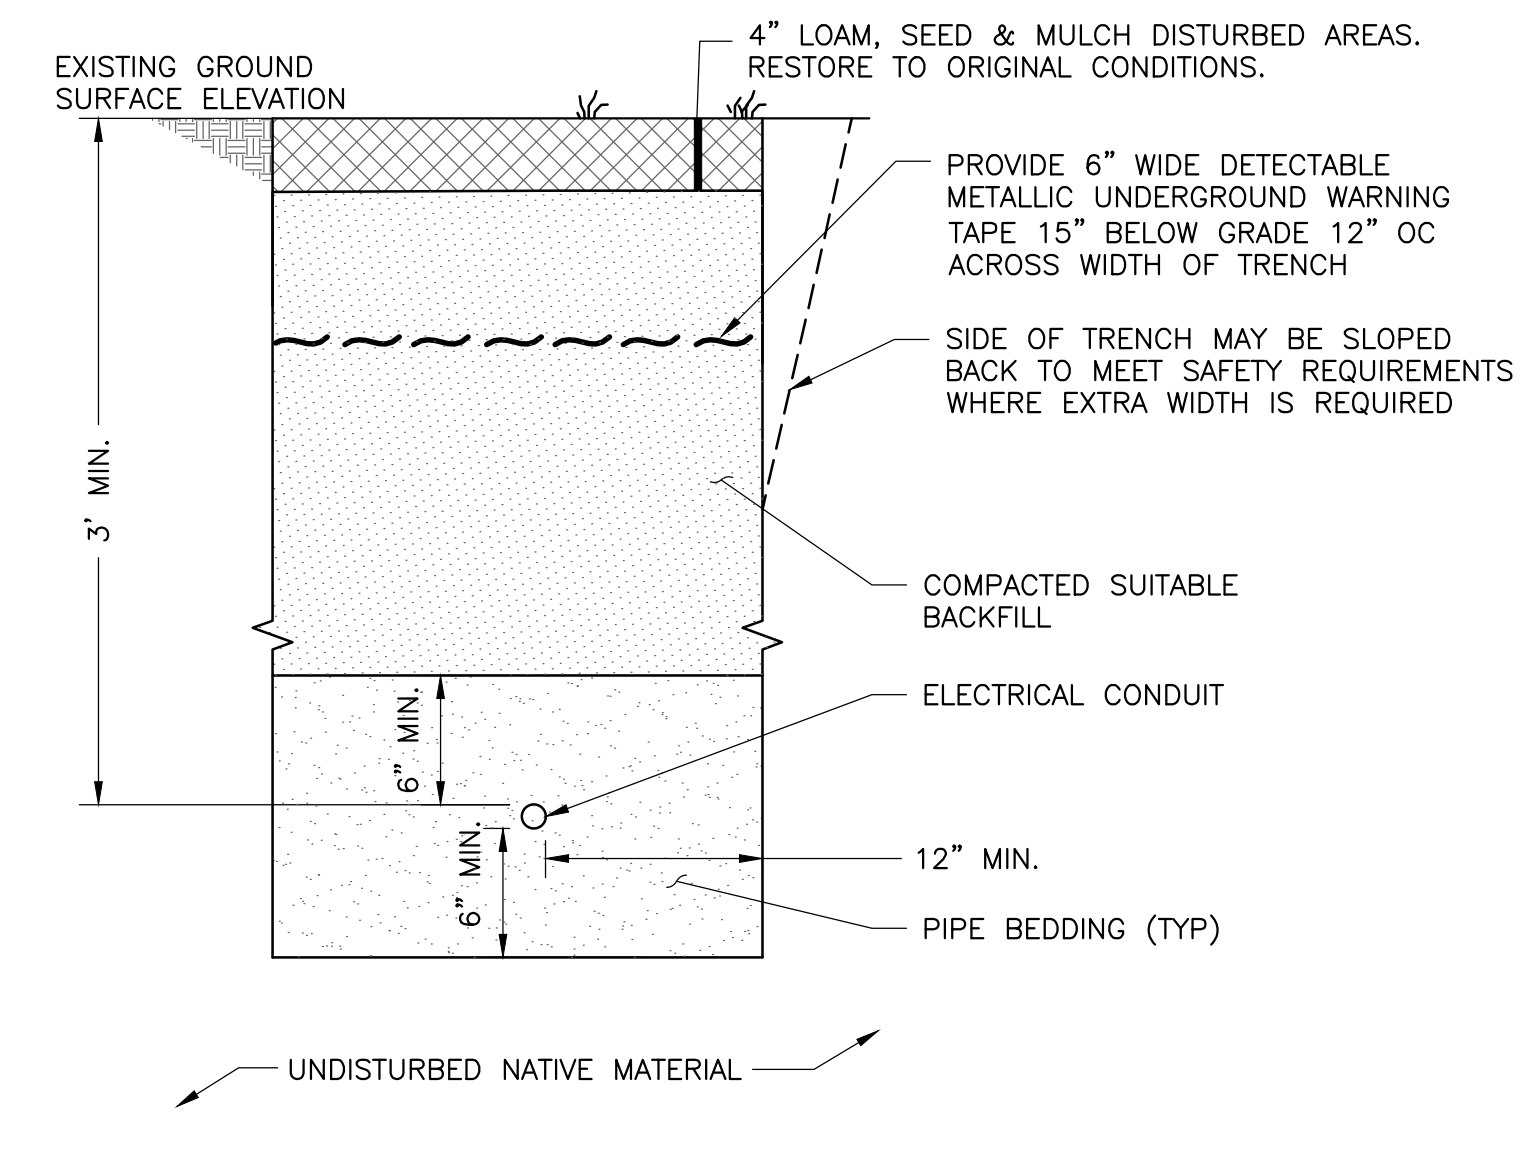 4” LOAM, SEED & MULCH DISTURBED AREAS.
RESTORE TO ORIGINAL CONDITIONS.
EXISTING GROUND
SURFACE ELEVATION
PROVIDE 6” WIDE DETECTABLE
METALLIC UNDERGROUND WARNING
TAPE 15” BELOW GRADE 12” OC
ACROSS WIDTH OF TRENCH
SIDE OF TRENCH MAY BE SLOPED
BACK TO MEET SAFETY REQUIREMENTS
WHERE EXTRA WIDTH IS REQUIRED
3’ MIN.
COMPACTED SUITABLE
BACKFILL
ELECTRICAL CONDUIT
6” MIN.
6” MIN.
12” MIN.
PIPE BEDDING (TYP)
UNDISTURBED NATIVE MATERIAL